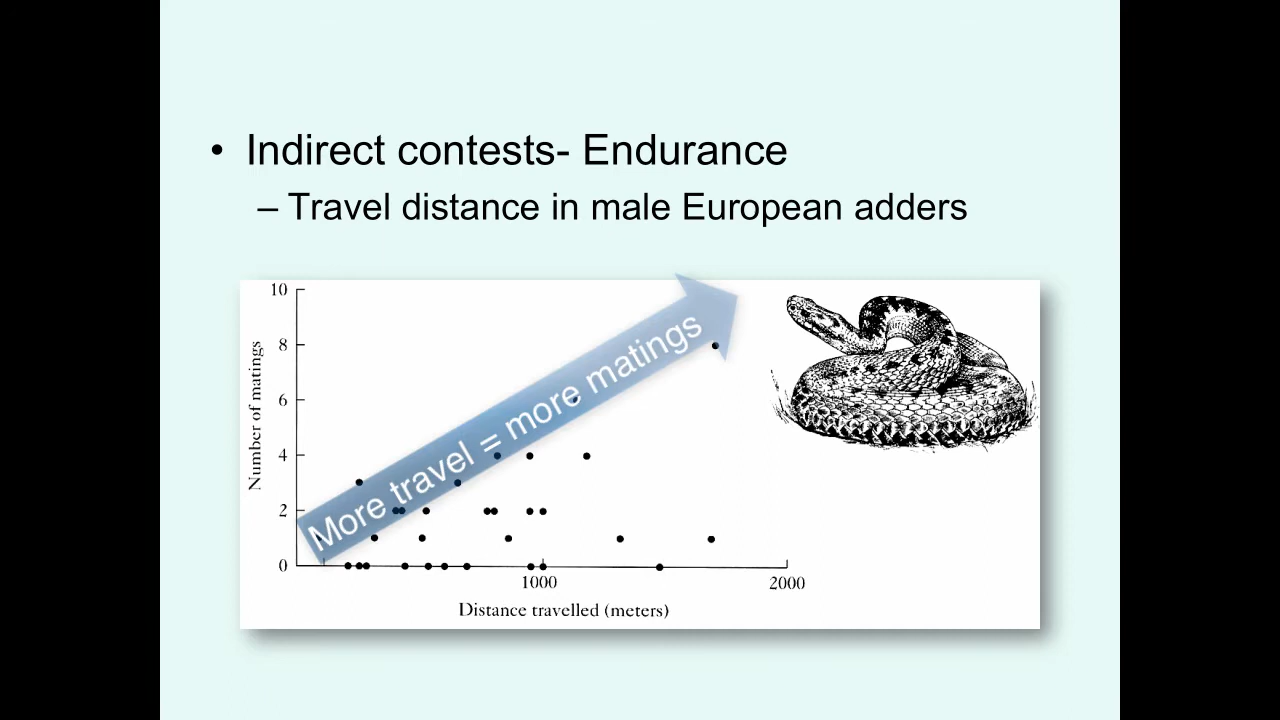 • Indirect contests- Endurance
– Travel distance in male European adders
10
8
6
4
2
0
Number of matings
More travel = more matings
1000
2000
Distance travelled (meters)